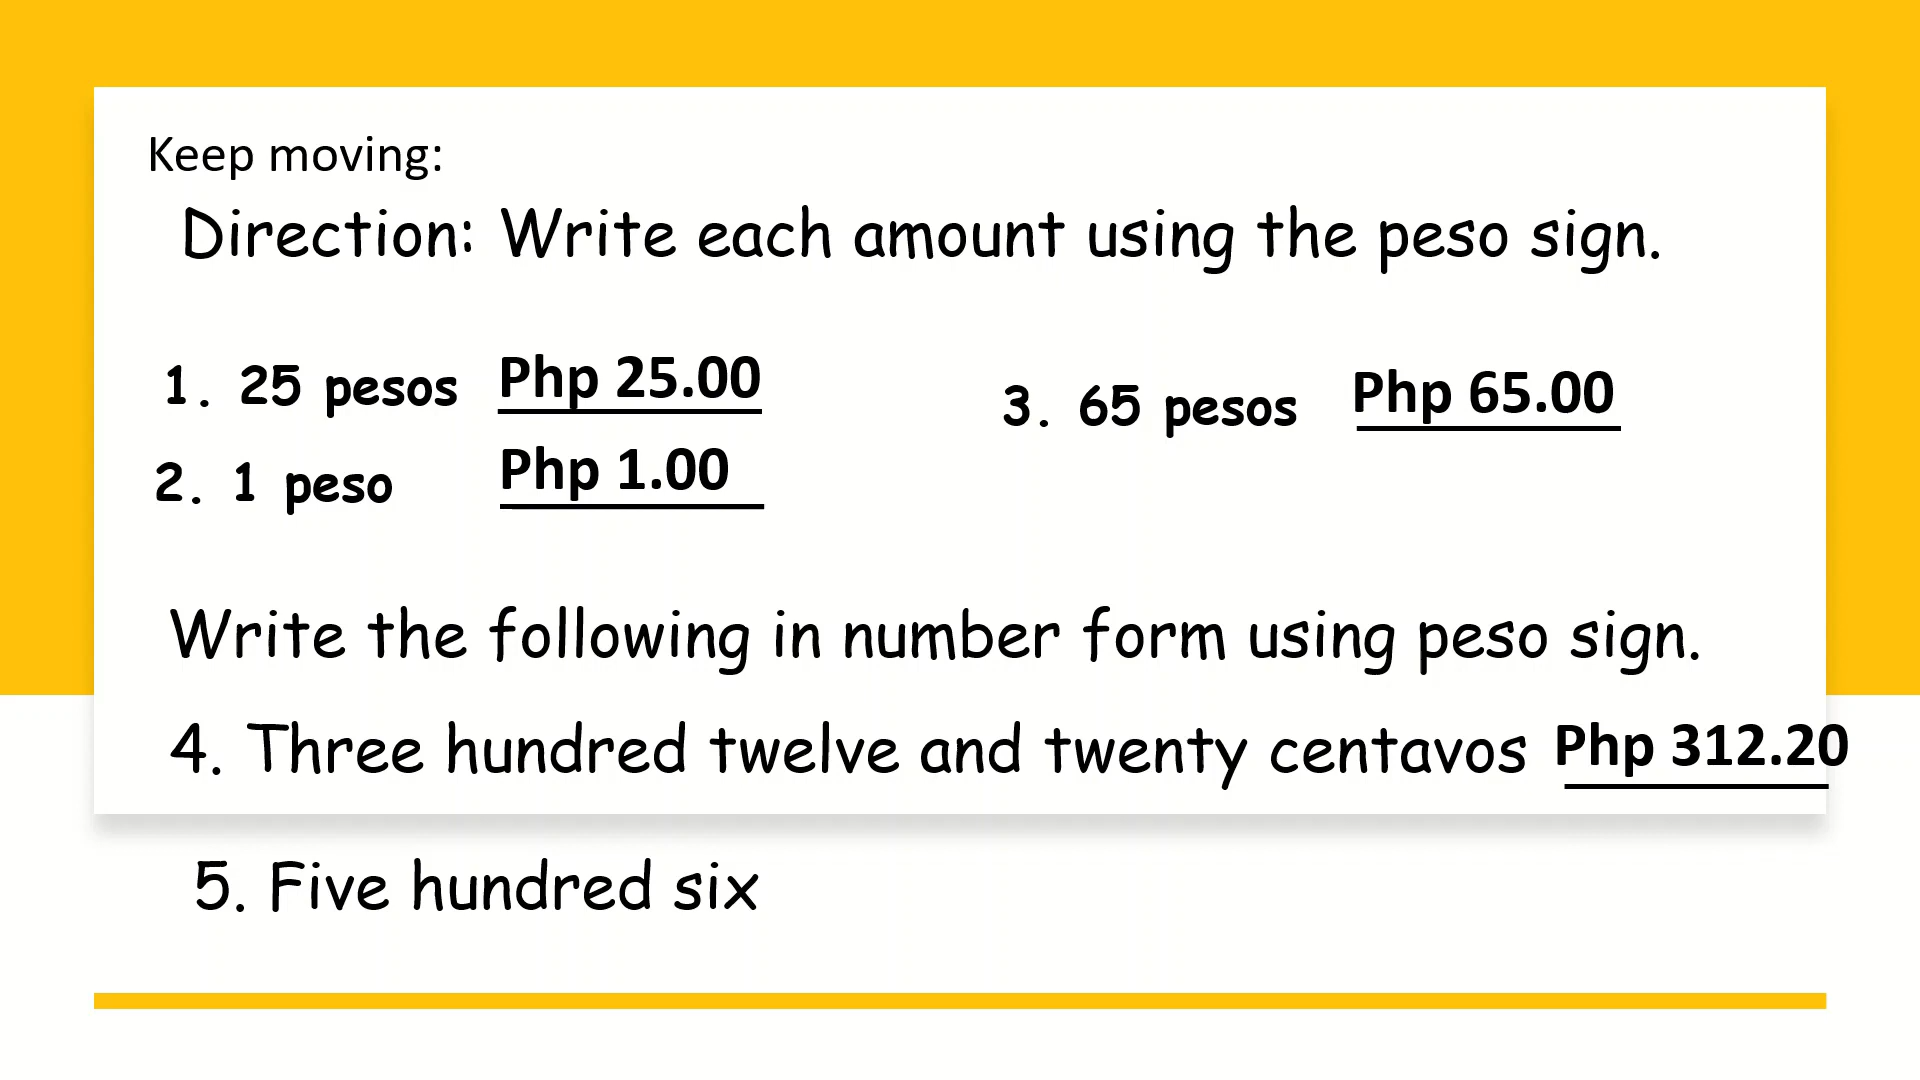 Keep moving:
Direction: Write each amount using the peso sign.
1. 25 pesos Php 25.00
2. 1 peso Php 1.00
3. 65 pesos Php 65.00
Write the following in number form using peso sign.
4. Three hundred twelve and twenty centavos Php 312.20
5. Five hundred six